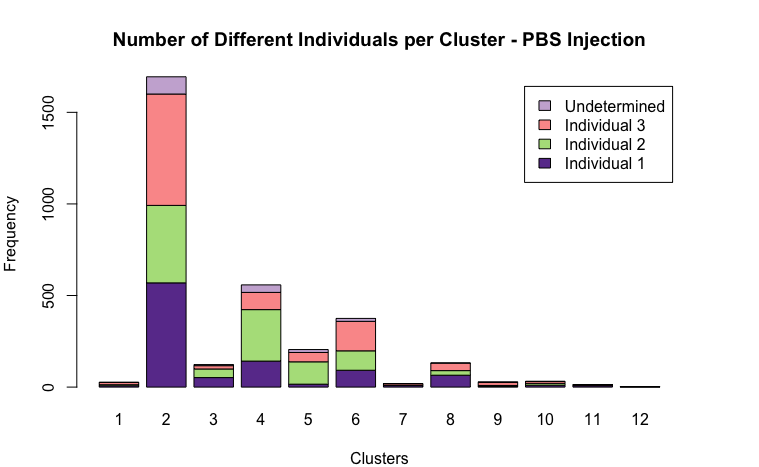 Number of Different Individuals per Cluster - PBS Injection
Undetermined
Individual 3
Individual 2
Individual 1
Frequency
1500
1000
500
0
1 2 3 4 5 6 7 8 9 10 11 12
Clusters